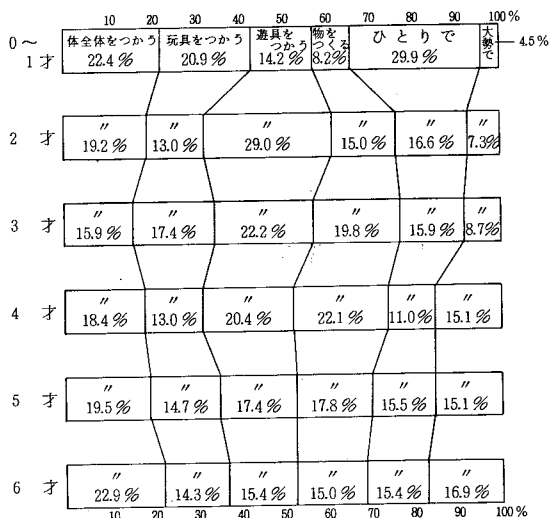 10 20 30 40 50 60 70 80 90 100%
0～1才 体全体をつかう 玩具をつかう 遊具をつかう 物をつくる ひとりで 大勢で
22.4% 20.9% 14.2% 8.2% 29.9% 4.5%
2才 〃 〃 〃 〃 〃 〃
19.2% 13.0% 29.0% 15.0% 16.6% 7.3%
3才 〃 〃 〃 〃 〃 〃
15.9% 17.4% 22.2% 19.8% 15.9% 8.7%
4才 〃 〃 〃 〃 〃 〃
18.4% 13.0% 20.4% 22.1% 11.0% 15.1%
5才 〃 〃 〃 〃 〃 〃
19.5% 14.7% 17.4% 17.8% 15.5% 15.1%
6才 〃 〃 〃 〃 〃 〃
22.9% 14.3% 15.4% 15.0% 15.4% 16.9%
10 20 30 40 50 60 70 80 90 100%